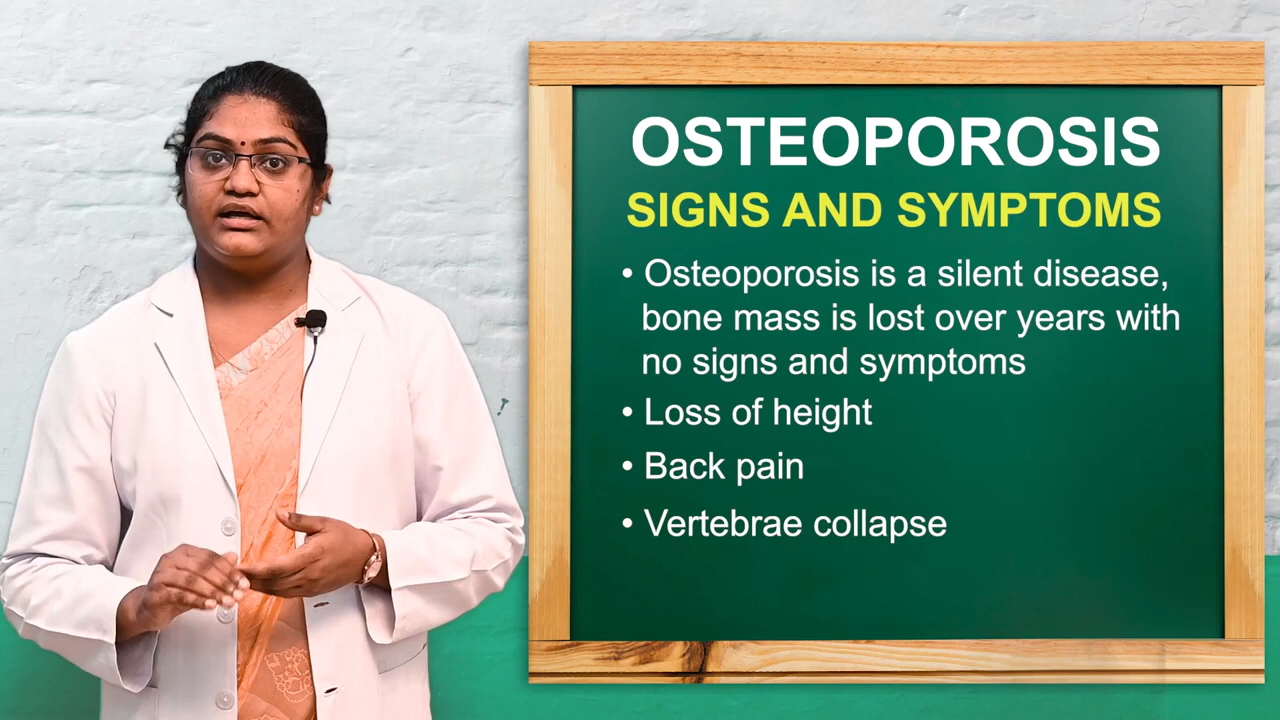 OSTEOPOROSIS
SIGNS AND SYMPTOMS
• Osteoporosis is a silent disease,
bone mass is lost over years with
no signs and symptoms
• Loss of height
• Back pain
• Vertebrae collapse